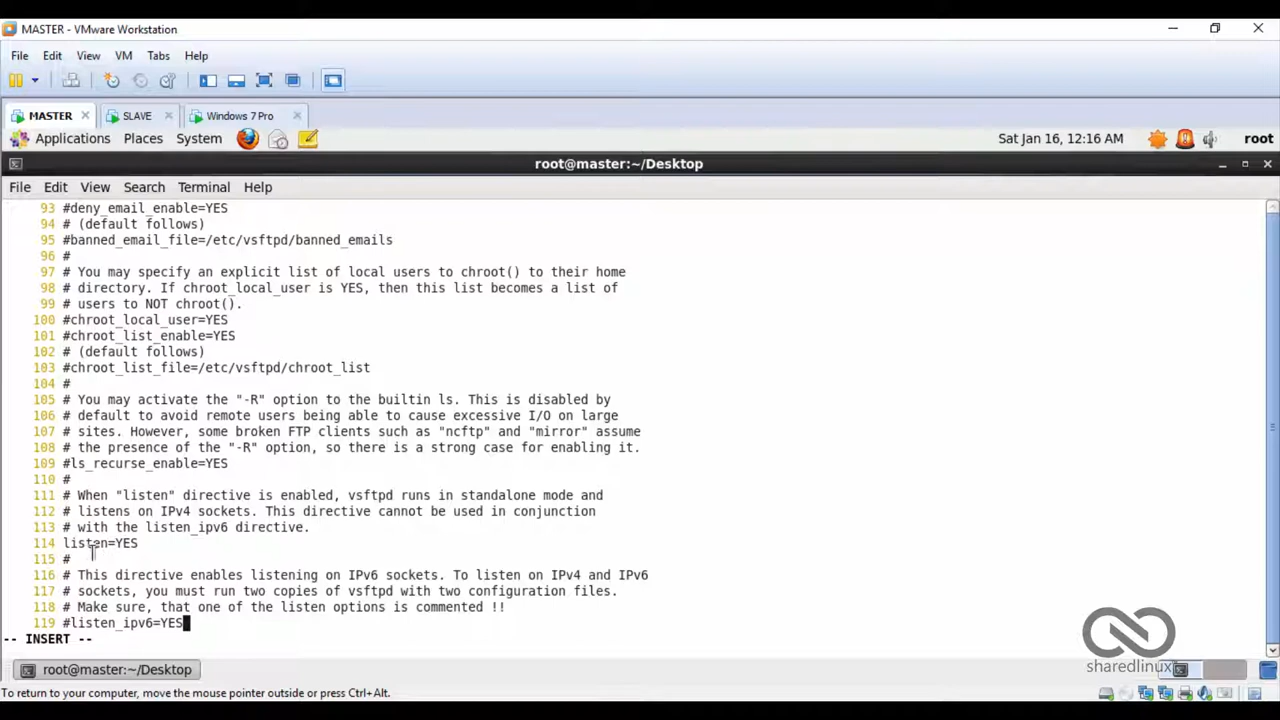 MASTER - VMware Workstation
File Edit View VM Tabs Help
MASTER SLAVE Windows 7 Pro
Applications Places System Sat Jan 16, 12:16 AM root
root@master:~/Desktop
File Edit View Search Terminal Help
93 #deny_email_enable=YES
94 # (default follows)
95 #banned_email_file=/etc/vsftpd/banned_emails
96 #
97 # You may specify an explicit list of local users to chroot() to their home
98 # directory. If chroot_local_user is YES, then this list becomes a list of
99 # users to NOT chroot().
100 #chroot_local_user=YES
101 #chroot_list_enable=YES
102 # (default follows)
103 #chroot_list_file=/etc/vsftpd/chroot_list
104 #
105 # You may activate the "-R" option to the builtin ls. This is disabled by
106 # default to avoid remote users being able to cause excessive I/O on large
107 # sites. However, some broken FTP clients such as "ncftp" and "mirror" assume
108 # the presence of the "-R" option, so there is a strong case for enabling it.
109 #ls_recurse_enable=YES
110 #
111 # When "listen" directive is enabled, vsftpd runs in standalone mode and
112 # listens on IPv4 sockets. This directive cannot be used in conjunction
113 # with the listen_ipv6 directive.
114 listen=YES
115 #
116 # This directive enables listening on IPv6 sockets. To listen on IPv4 and IPv6
117 # sockets, you must run two copies of vsftpd with two configuration files.
118 # Make sure, that one of the listen options is commented !!
119 #listen_ipv6=YES
-- INSERT --
root@master:~/Desktop
sharedlinux
To return to your computer, move the mouse pointer outside or press Ctrl+Alt.